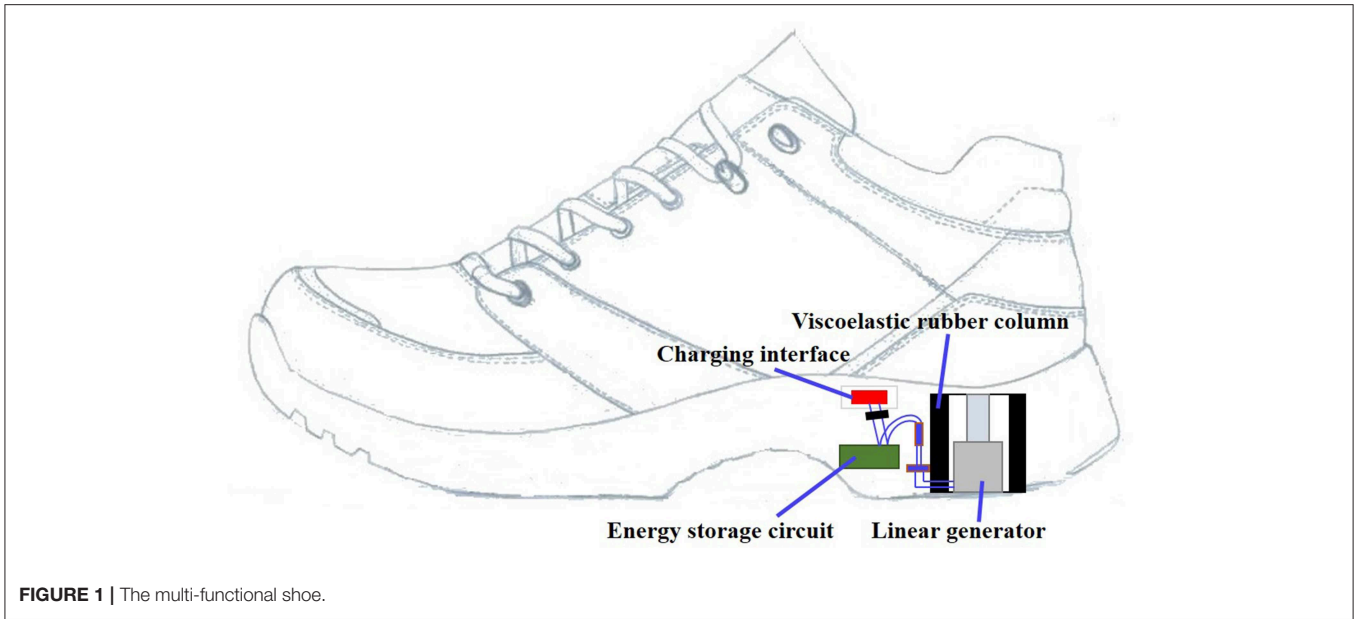 Viscoelastic rubber column
Charging interface
Energy storage circuit
Linear generator
FIGURE 1 | The multi-functional shoe.